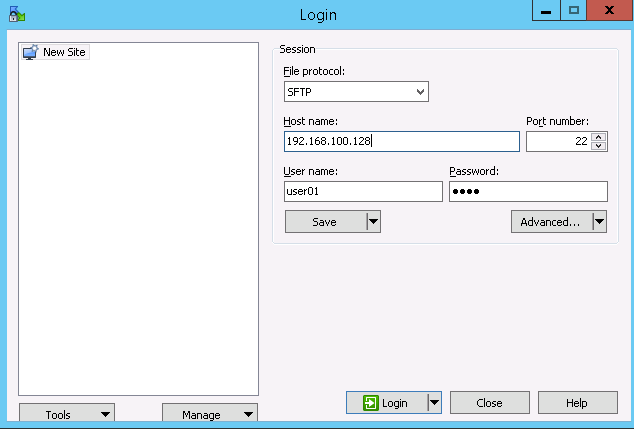 Login
New Site
Session
File protocol:
SFTP
Host name:
Port number:
192.168.100.128
22
User name:
Password:
user01
●●●●
Save
Advanced...
Login
Close
Help
Tools
Manage